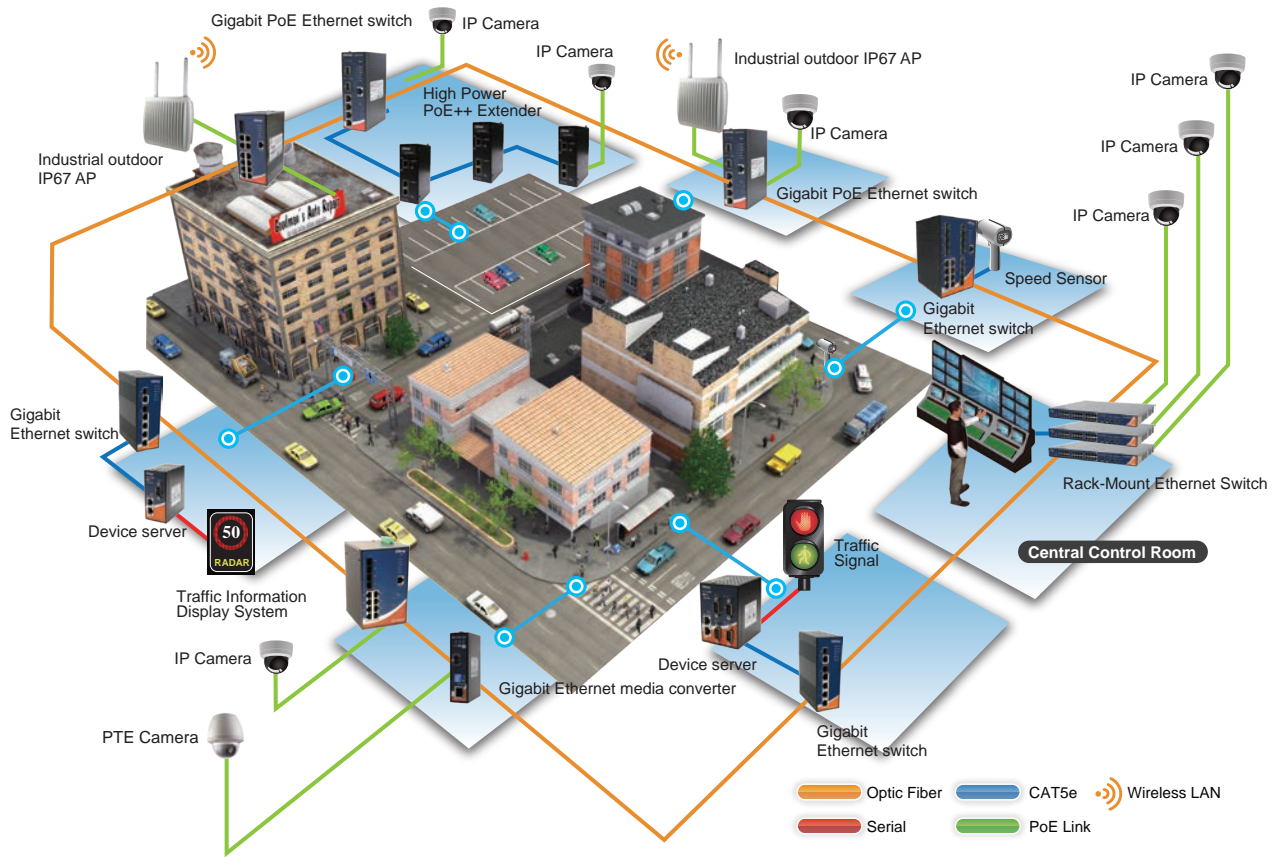 Gigabit PoE Ethernet switch
IP Camera
IP Camera
Industrial outdoor IP67 AP
IP Camera
High Power
PoE++ Extender
IP Camera
IP Camera
Industrial outdoor
IP67 AP
Gigabit PoE Ethernet switch
IP Camera
Speed Sensor
Gigabit
Ethernet switch
Gigabit
Ethernet switch
Rack-Mount Ethernet Switch
Device server
50
RADAR
Traffic
Signal
Central Control Room
Traffic Information
Display System
IP Camera
Device server
Gigabit Ethernet media converter
PTE Camera
Gigabit
Ethernet switch
Optic Fiber
CAT5e
Wireless LAN
Serial
PoE Link